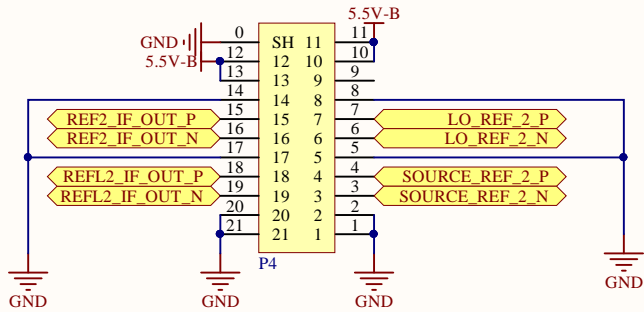 5.5V-B
GND 0 SH 11 11
5.5V-B 12 12 10 10
13 13 9 9
14 14 8 8
REF2_IF_OUT_P 15 15 7 7 LO_REF_2_P
REF2_IF_OUT_N 16 16 6 6 LO_REF_2_N
17 17 5 5
REFL2_IF_OUT_P 18 18 4 4 SOURCE_REF_2_P
REFL2_IF_OUT_N 19 19 3 3 SOURCE_REF_2_N
20 20 2 2
21 21 1 1
P4
GND GND GND GND